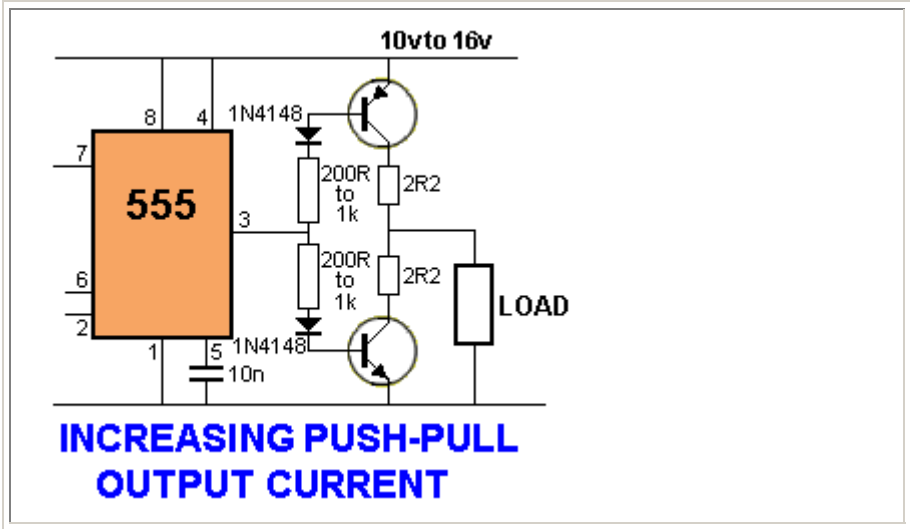 10vto 16v
8
4
1N4148
7
200R
to
1k
2R2
555
3
200R
to
1k
2R2
6
2
LOAD
1
5
1N4148
10n
INCREASING PUSH-PULL
OUTPUT CURRENT